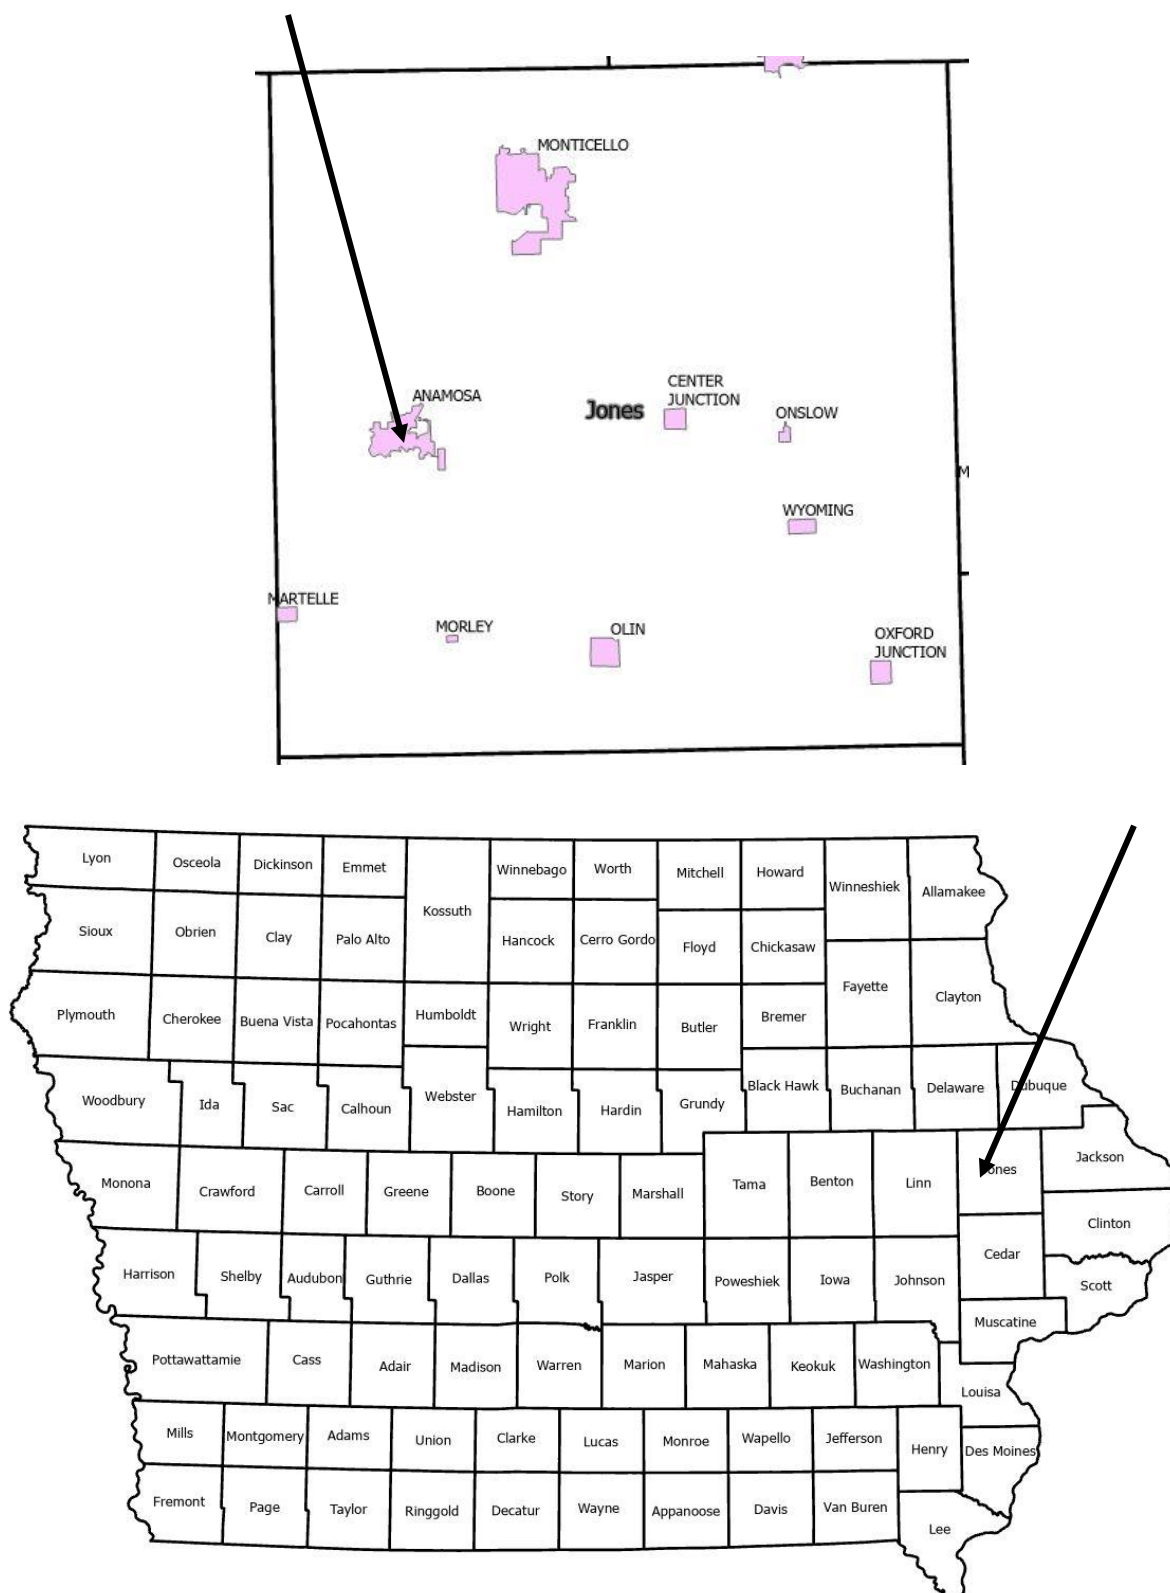 MONTICELLO
ANAMOSA
Jones
CENTER
JUNCTION
ONSLOW
M
WYOMING
MARTELLE
MORLEY
OLIN
OXFORD
JUNCTION
Lyon
Osceola
Dickinson
Emmet
Kossuth
Winnebago
Worth
Mitchell
Howard
Winneshiek
Allamakee
Sioux
Obrien
Clay
Palo Alto
Hancock
Cerro Gordo
Floyd
Chickasaw
Fayette
Clayton
Plymouth
Cherokee
Buena Vista
Pocahontas
Humboldt
Wright
Franklin
Butler
Bremer
Woodbury
Ida
Sac
Calhoun
Webster
Hamilton
Hardin
Grundy
Black Hawk
Buchanan
Delaware
Dubuque
Monona
Crawford
Carroll
Greene
Boone
Story
Marshall
Tama
Benton
Linn
Jones
Jackson
Clinton
Harrison
Shelby
Audubon
Guthrie
Dallas
Polk
Jasper
Poweshiek
Iowa
Johnson
Cedar
Scott
Muscatine
Pottawattamie
Cass
Adair
Madison
Warren
Marion
Mahaska
Keokuk
Washington
Louisa
Mills
Montgomery
Adams
Union
Clarke
Lucas
Monroe
Wapello
Jefferson
Henry
Des Moines
Fremont
Page
Taylor
Ringgold
Decatur
Wayne
Appanoose
Davis
Van Buren
Lee